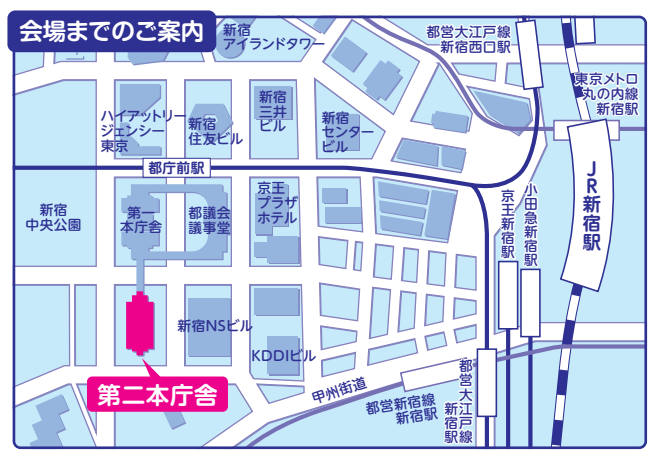 会場までのご案内
新宿
アイランドタワー
都営大江戸線
新宿西口駅
東京メトロ
丸の内線
新宿駅
ハイアットリー
ジェンシー
東京
新宿
住友ビル
新宿
三井
ビル
新宿
センター
ビル
都庁前駅
JR新宿駅
新宿
中央公園
第一
本庁舎
都議会
議事堂
京王
プラザ
ホテル
京王新宿駅
小田急新宿駅
新宿NSビル
KDDIビル
第二本庁舎
甲州街道
都営新宿線
新宿駅
都営大江戸線
新宿駅